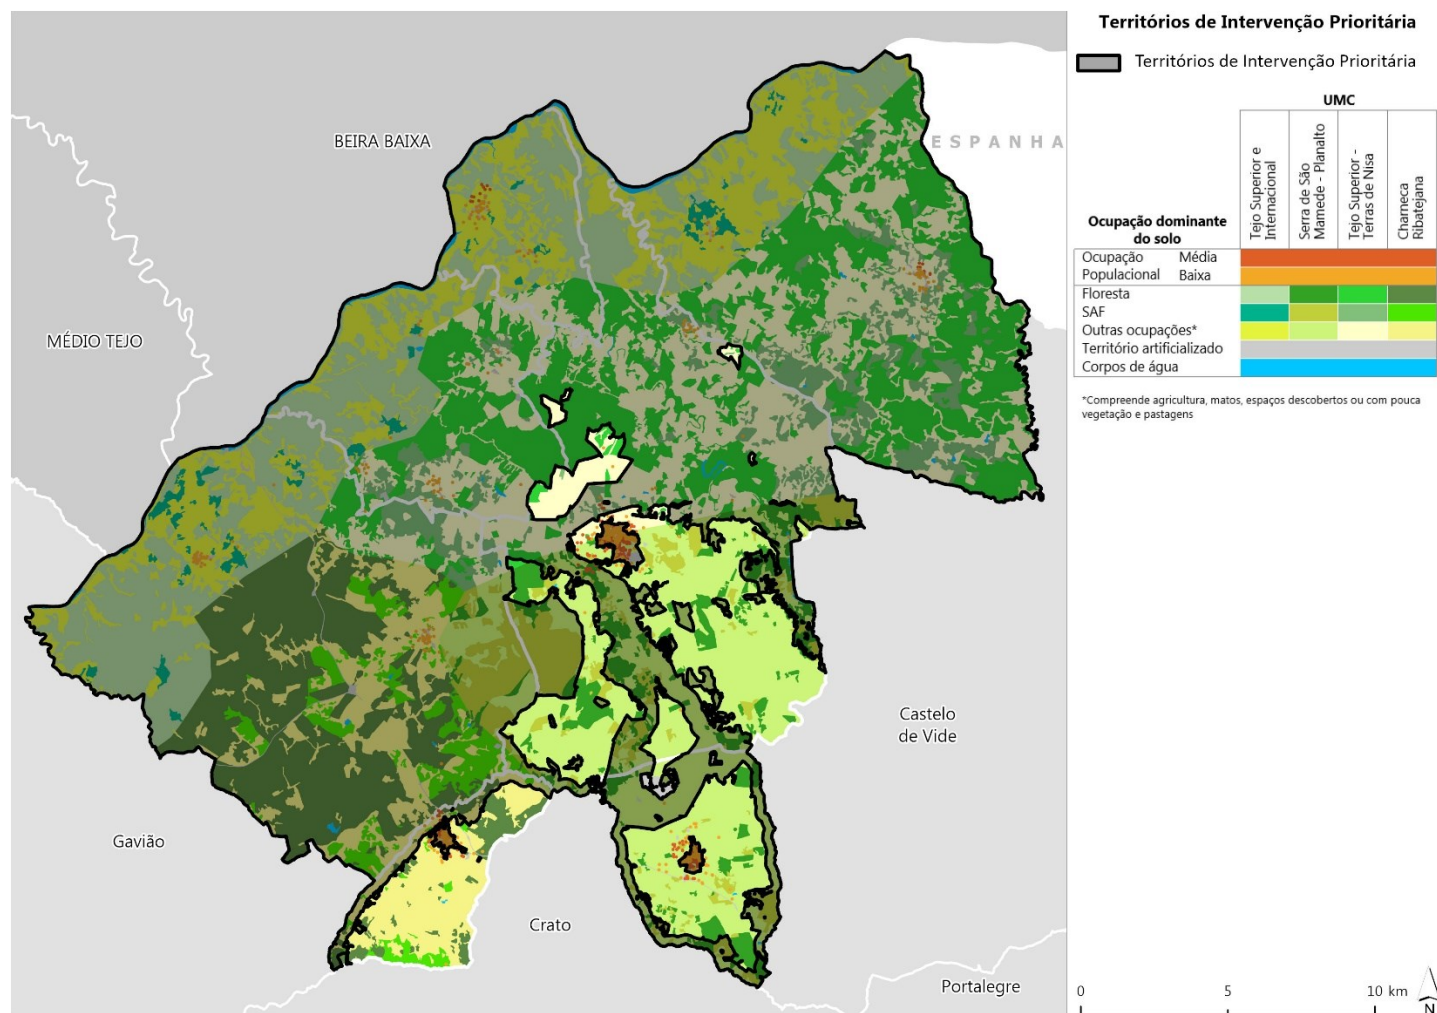 Territórios de Intervenção Prioritária
Territórios de Intervenção Prioritária
UMC
Tejo Superior e
Internacional
Serra de São
Mamede - Planalto
Tejo Superior -
Terras de Nisa
Charneca
Ribatejana
Ocupação dominante
do solo
Ocupação Média
Populacional Baixa
Floresta
SAF
Outras ocupações*
Território artificializado
Corpos de água
*Compreende agricultura, matos, espaços descobertos ou com pouca
vegetação e pastagens
BEIRA BAIXA
ESPANHA
MÉDIO TEJO
Castelo
de Vide
Gavião
Crato
Portalegre
0 5 10 km
N